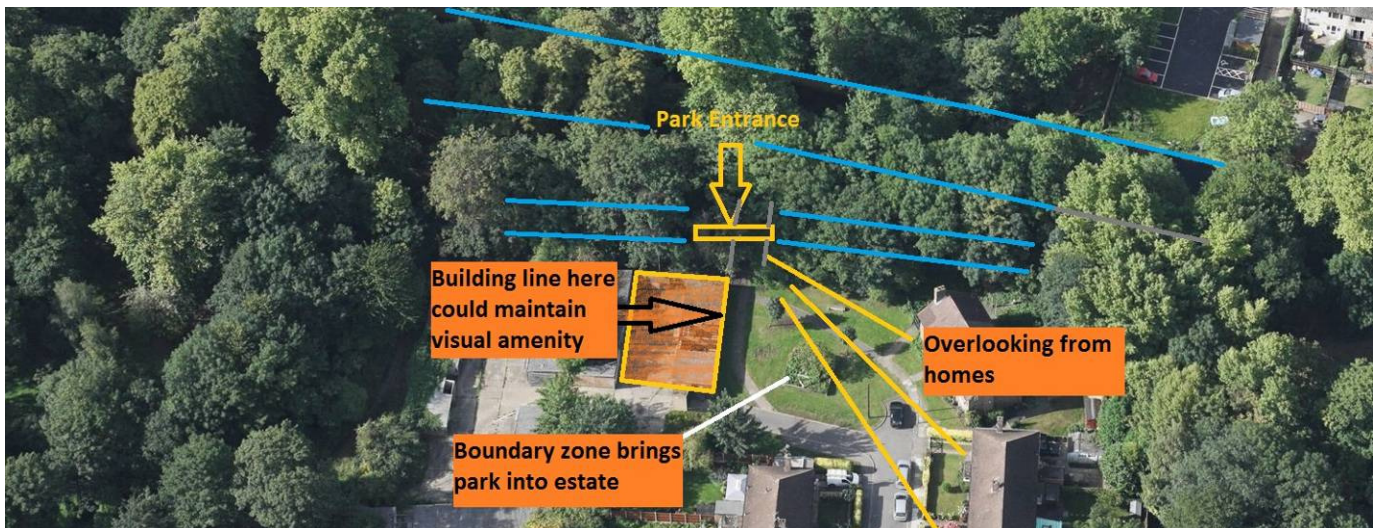 Park Entrance
Building line here
could maintain
visual amenity
Overlooking from
homes
Boundary zone brings
park into estate